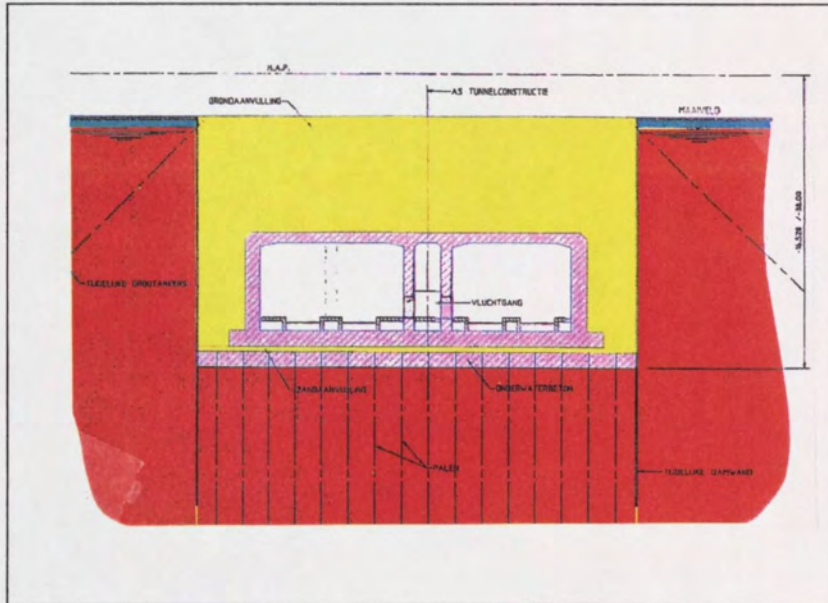 N.A.P.
AS TUNNELCONSTRUCTIE
GRONDAANVULLING
MAAIVELD
TIJDELIJKE GROUTANKERS
VLUCHTGANG
ZANDAANVULLING
ONDERWATERBETON
PALEN
TIJDELIJKE DAMWAND